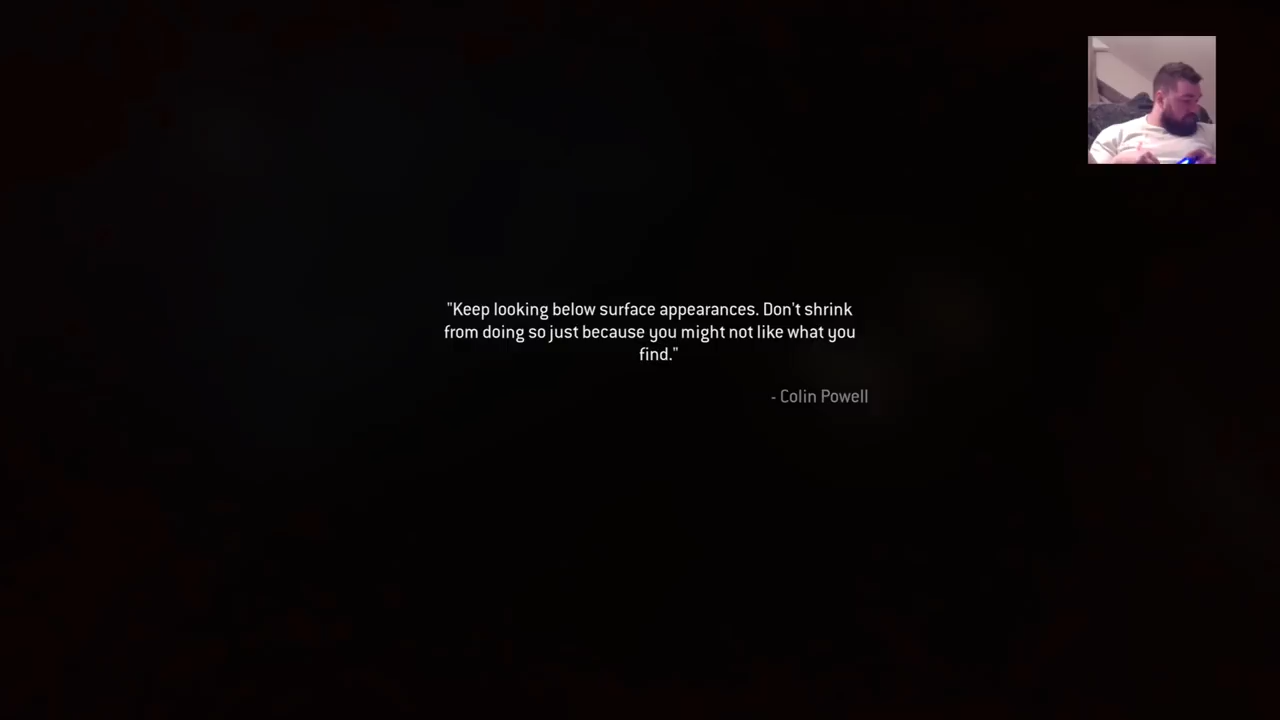 "Keep looking below surface appearances. Don't shrink
from doing so just because you might not like what you
find."
- Colin Powell